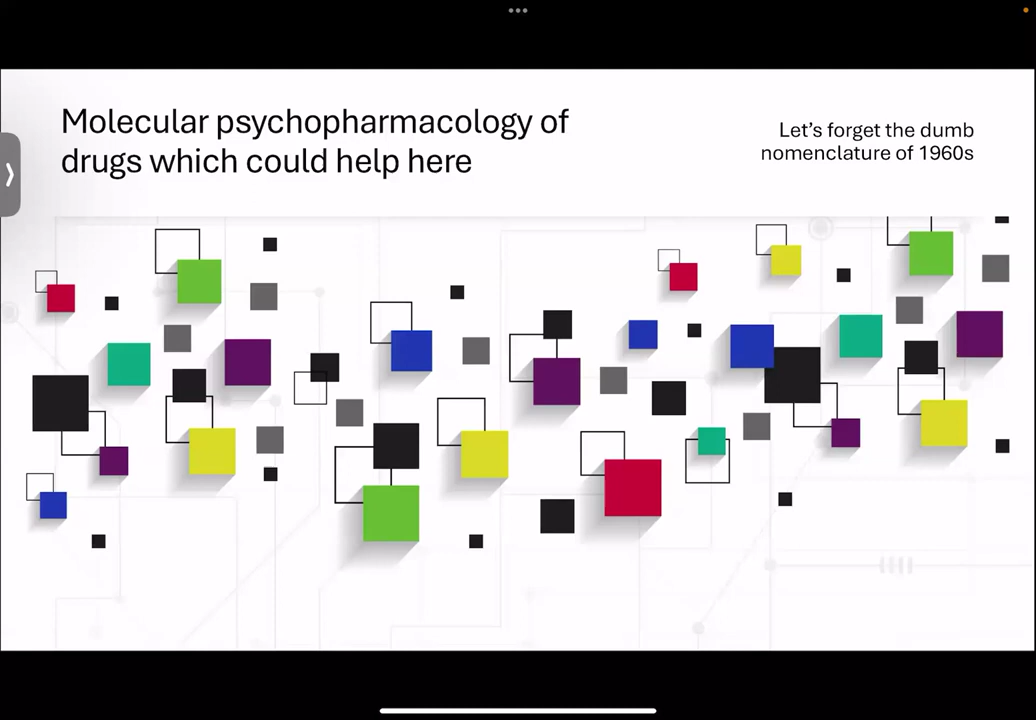 Molecular psychopharmacology of
drugs which could help here
Let's forget the dumb
nomenclature of 1960s